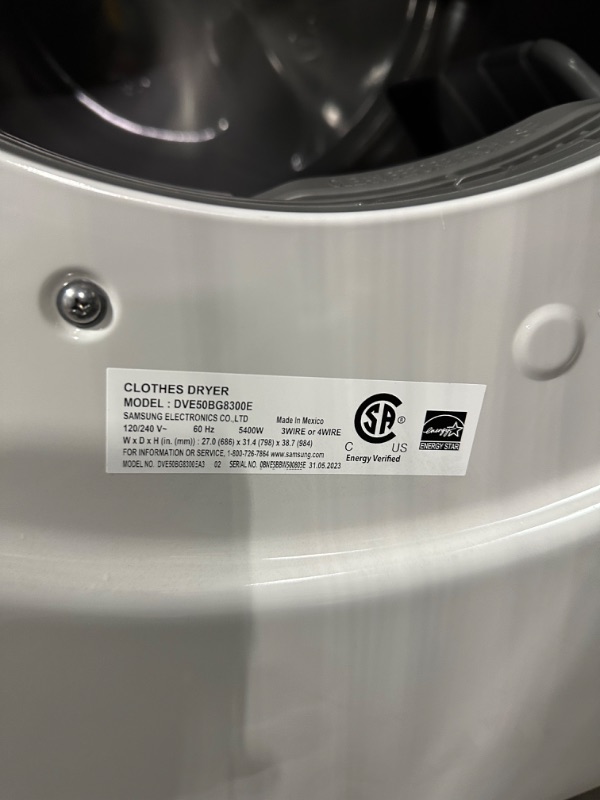 CLOTHES DRYER
MODEL : DVE50BG8300E
SAMSUNG ELECTRONICS CO.,LTD Made in Mexico
120/240 V~ 60 Hz 5400W 3WIRE or 4WIRE
W x D x H (in. (mm)) : 27.0 (686) x 31.4 (798) x 38.7 (984)
FOR INFORMATION OR SERVICE, 1-800-726-7864 www.samsung.com
MODEL NO. DVE50BG8300EA3 02 SERIAL NO. 31.05.2023
SA ®
C US
Energy Verified
energy
ENERGY STAR